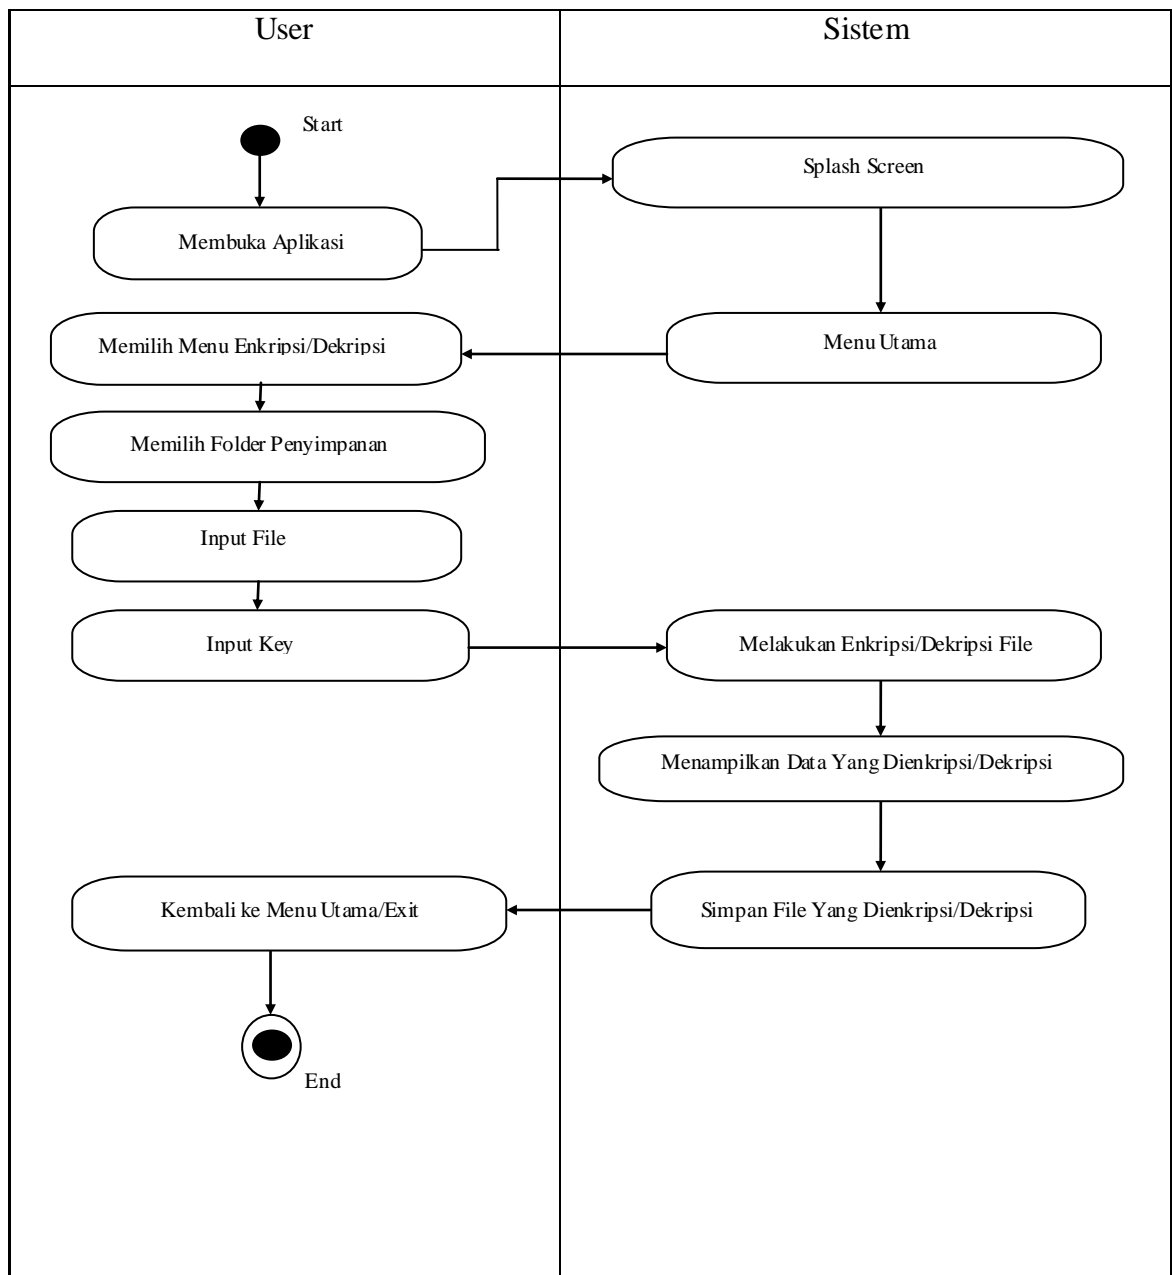 User
Sistem
Start
Splash Screen
Membuka Aplikasi
Menu Utama
Memilih Menu Enkripsi/Dekripsi
Memilih Folder Penyimpanan
Input File
Input Key
Melakukan Enkripsi/Dekripsi File
Menampilkan Data Yang Dienkripsi/Dekripsi
Kembali ke Menu Utama/Exit
Simpan File Yang Dienkripsi/Dekripsi
End